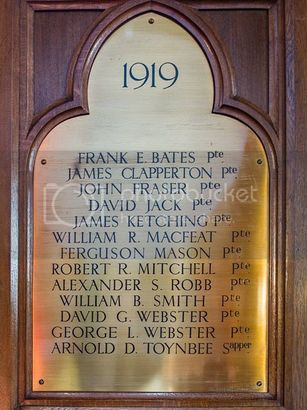 1919
FRANK E. BATES pte
JAMES CLAPPERTON pte
JOHN FRASER pte
DAVID JACK pte
JAMES KETCHING pte
WILLIAM R. MACFEAT pte
FERGUSON MASON pte
ROBERT R. MITCHELL pte
ALEXANDER S. ROBB pte
WILLIAM B. SMITH pte
DAVID G. WEBSTER pte
GEORGE L. WEBSTER pte
ARNOLD D. TOYNBEE Sapper
photobucket